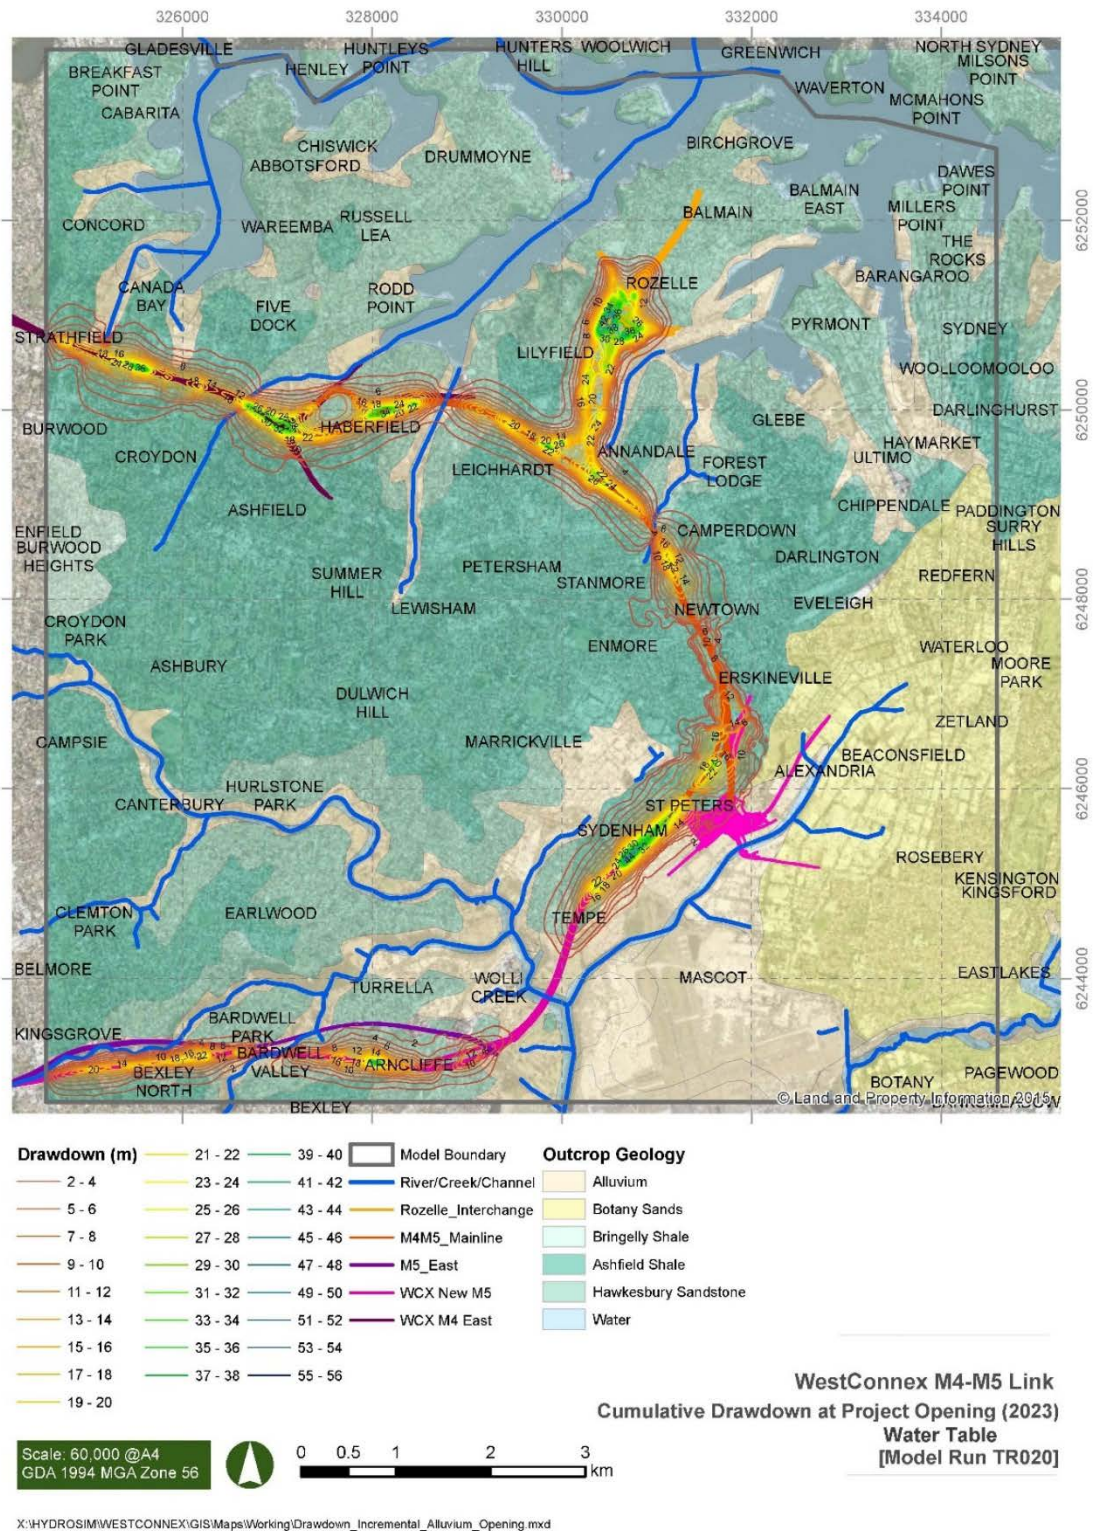 326000 328000 330000 332000 334000
GLADESVILLE
HUNTLEYS
POINT
HUNTERS
HILL
WOOLWICH
GREENWICH
NORTH SYDNEY
MILSONS
POINT
BREAKFAST
POINT
HENLEY
WAVERTON
CABARITA
MCMAHONS
POINT
CHISWICK
ABBOTSFORD
DRUMMOYNE
BIRCHGROVE
DAWES
POINT
BALMAIN
EAST
CONCORD
WAREEMBA
RUSSELL
LEA
BALMAIN
MILLERS
POINT
6252000
THE
ROCKS
BARANGAROO
CANADA
BAY
FIVE
DOCK
RODD
POINT
ROZELLE
PYRMONT
SYDNEY
STRATHFIELD
LILYFIELD
WOOLLOOMOOLOO
6250000
BURWOOD
HABERFIELD
GLEBE
DARLINGHURST
CROYDON
LEICHHARDT
ANNANDALE
FOREST
LODGE
HAYMARKET
ULTIMO
ASHFIELD
CHIPPENDALE
PADDINGTON
SURRY
HILLS
ENFIELD
BURWOOD
HEIGHTS
CAMPERDOWN
DARLINGTON
SUMMER
HILL
PETERSHAM
STANMORE
REDFERN
LEWISHAM
NEWTOWN
EVELEIGH
6248000
CROYDON
PARK
ENMORE
WATERLOO
MOORE
PARK
ASHBURY
ERSKINEVILLE
DULWICH
HILL
ZETLAND
CAMPSIE
MARRICKVILLE
BEACONSFIELD
ALEXANDRIA
HURLSTONE
PARK
CANTERBURY
ST PETERS
6246000
SYDENHAM
ROSEBERY
KENSINGTON
KINGSFORD
CLEMTON
PARK
EARLWOOD
TEMPE
BELMORE
TURRELLA
WOLLI
CREEK
MASCOT
EASTLAKES
6244000
KINGSGROVE
BARDWELL
PARK
BARDWELL
VALLEY
ARNCLIFFE
BEXLEY
NORTH
BOTANY
PAGEWOOD
BEXLEY
© Land and Property Information 2015
BANKSMEADOW
Drawdown (m)
2 - 4
5 - 6
7 - 8
9 - 10
11 - 12
13 - 14
15 - 16
17 - 18
19 - 20
21 - 22
23 - 24
25 - 26
27 - 28
29 - 30
31 - 32
33 - 34
35 - 36
37 - 38
39 - 40
41 - 42
43 - 44
45 - 46
47 - 48
49 - 50
51 - 52
53 - 54
55 - 56
Model Boundary
River/Creek/Channel
Rozelle_Interchange
M4M5_Mainline
M5_East
WCX New M5
WCX M4 East
Outcrop Geology
Alluvium
Botany Sands
Bringelly Shale
Ashfield Shale
Hawkesbury Sandstone
Water
WestConnex M4-M5 Link
Cumulative Drawdown at Project Opening (2023)
Water Table
[Model Run TR020]
Scale: 60,000 @A4
GDA 1994 MGA Zone 56
0 0.5 1 2 3
km
X:\HYDROSIM\WESTCONNEX\GIS\Maps\Working\Drawdown_Incremental_Alluvium_Opening.mxd